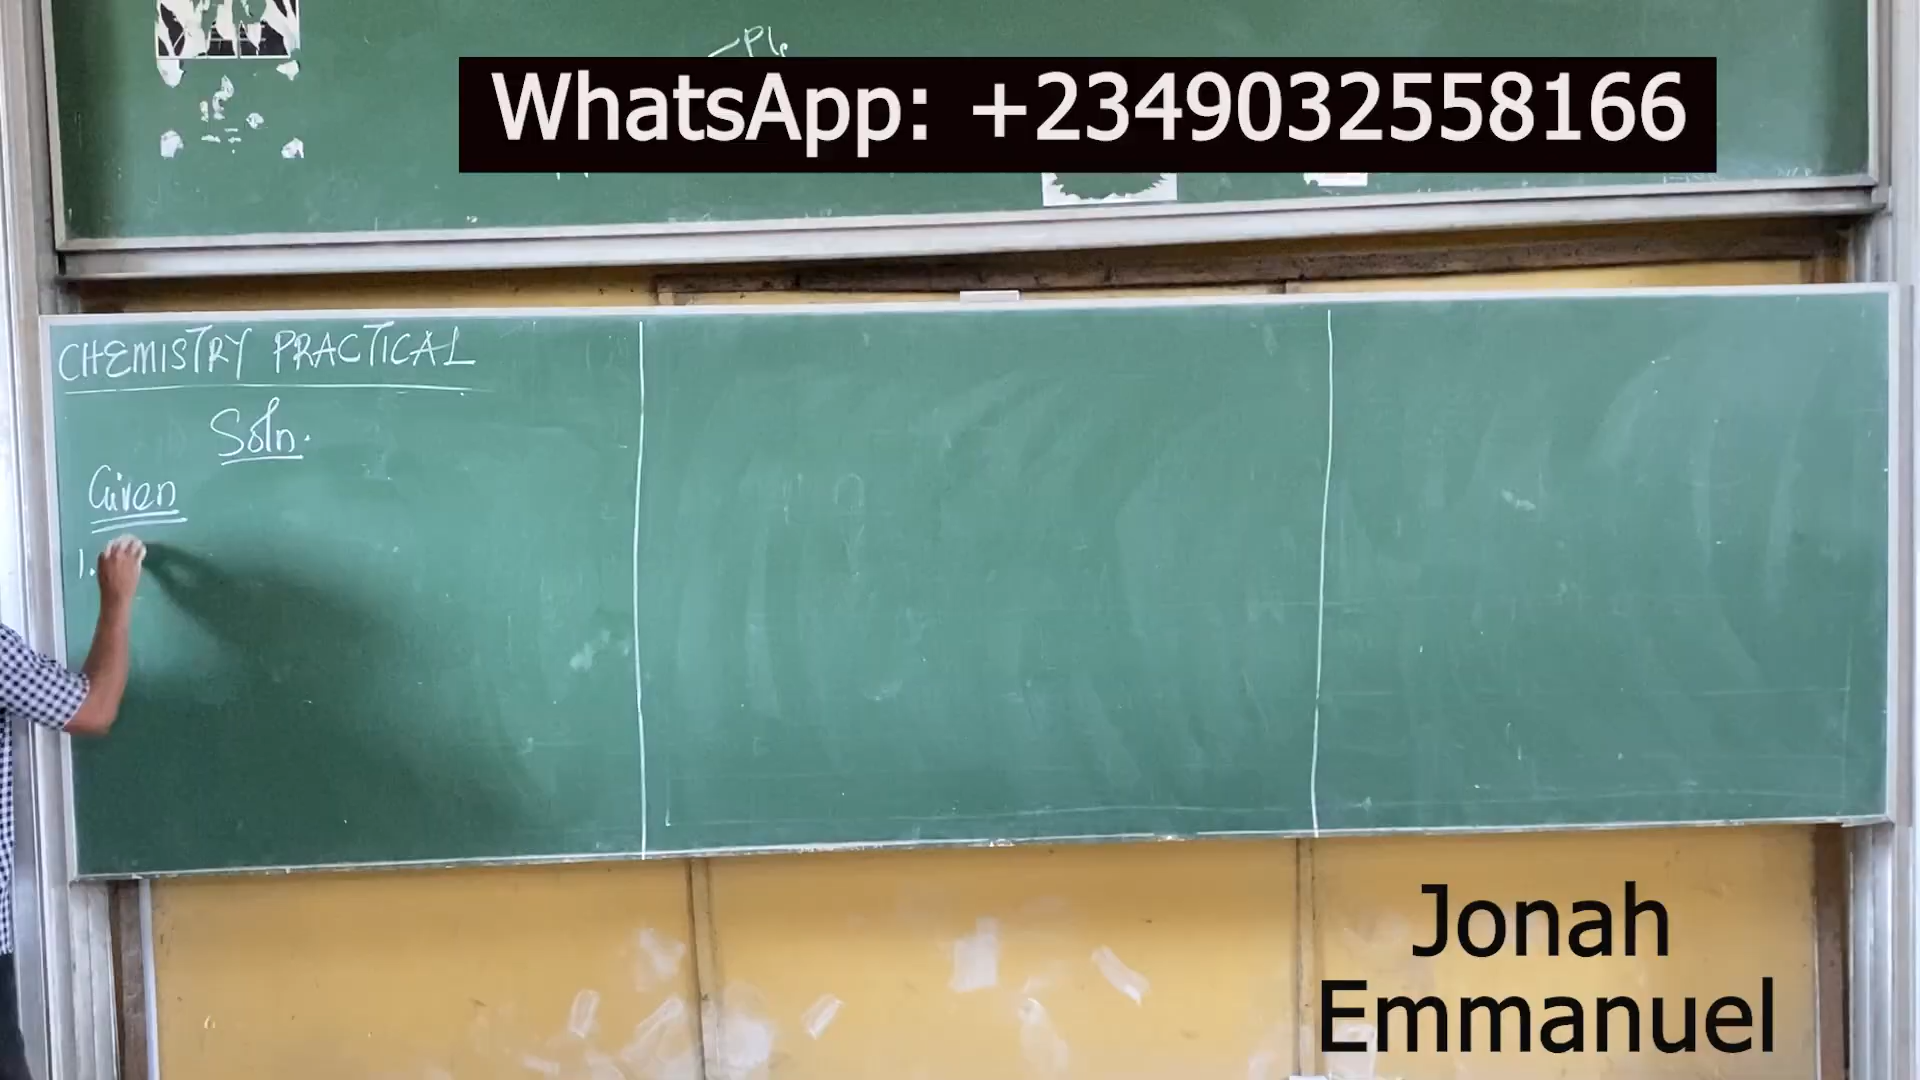 WhatsApp: +2349032558166
CHEMISTRY PRACTICAL
Soln.
Given
1.
Jonah
Emmanuel